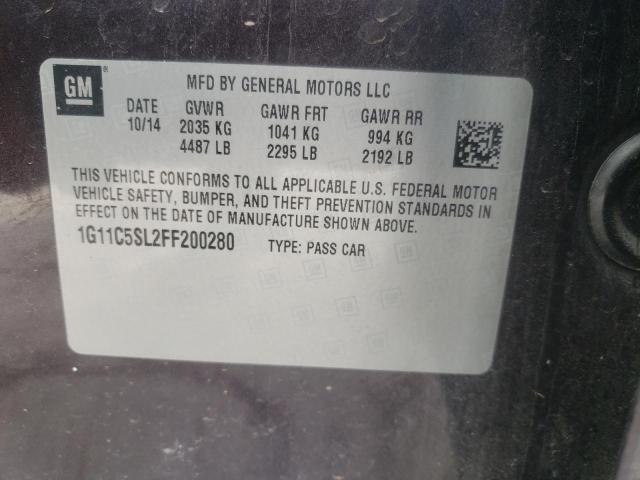 GM ®
MFD BY GENERAL MOTORS LLC
DATE GVWR GAWR FRT GAWR RR
10/14 2035 KG 1041 KG 994 KG
4487 LB 2295 LB 2192 LB
THIS VEHICLE CONFORMS TO ALL APPLICABLE U.S. FEDERAL MOTOR
VEHICLE SAFETY, BUMPER, AND THEFT PREVENTION STANDARDS IN
EFFECT ON THE DATE OF MANUFACTURE SHOWN ABOVE.
1G11C5SL2FF200280 TYPE: PASS CAR